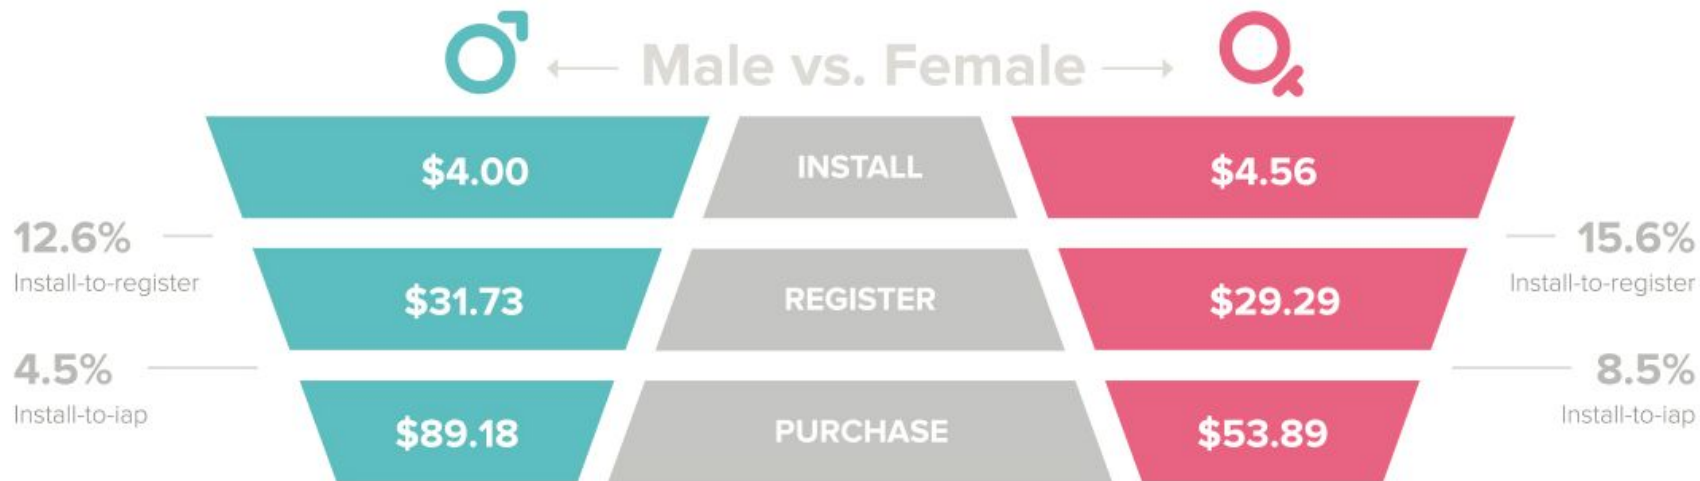 Male vs. Female
$4.00 INSTALL $4.56
12.6% 15.6%
Install-to-register Install-to-register
$31.73 REGISTER $29.29
4.5% 8.5%
Install-to-iap Install-to-iap
$89.18 PURCHASE $53.89